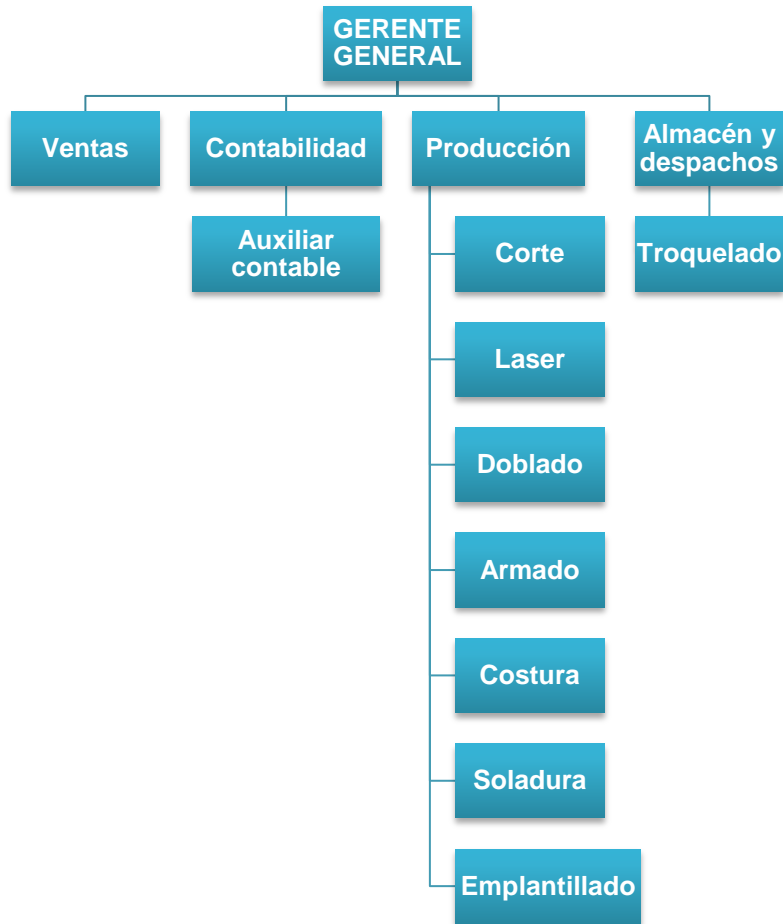 GERENTE
GENERAL
Ventas
Contabilidad
Producción
Almacén y
despachos
Auxiliar
contable
Corte
Troquelado
Laser
Doblado
Armado
Costura
Soladura
Emplantillado